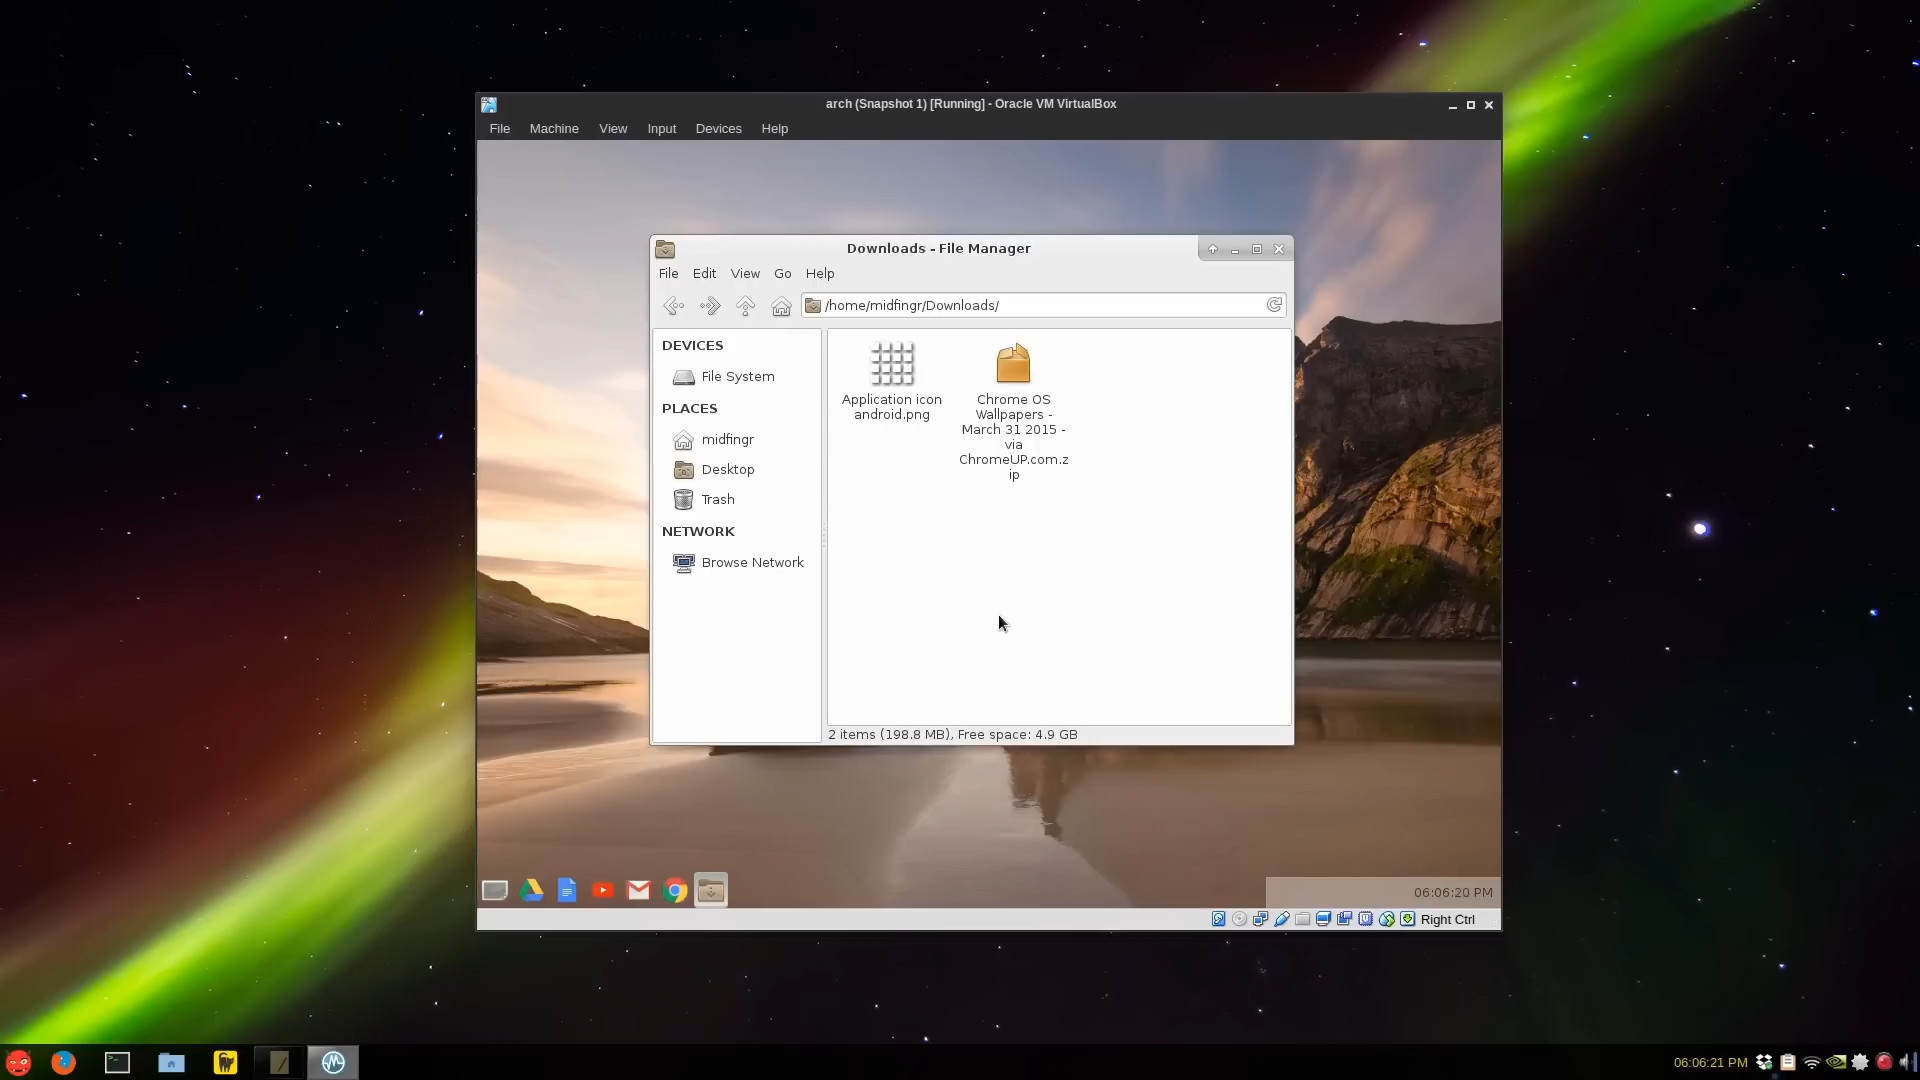 arch (Snapshot 1) [Running] - Oracle VM VirtualBox
File Machine View Input Devices Help
Downloads - File Manager
File Edit View Go Help
/home/midfingr/Downloads/
DEVICES
File System
PLACES
midfingr
Desktop
Trash
NETWORK
Browse Network
Application icon
android.png
Chrome OS
Wallpapers -
March 31 2015 -
via
ChromeUP.com.z
ip
2 items (198.8 MB), Free space: 4.9 GB
06:06:20 PM
Right Ctrl
06:06:21 PM